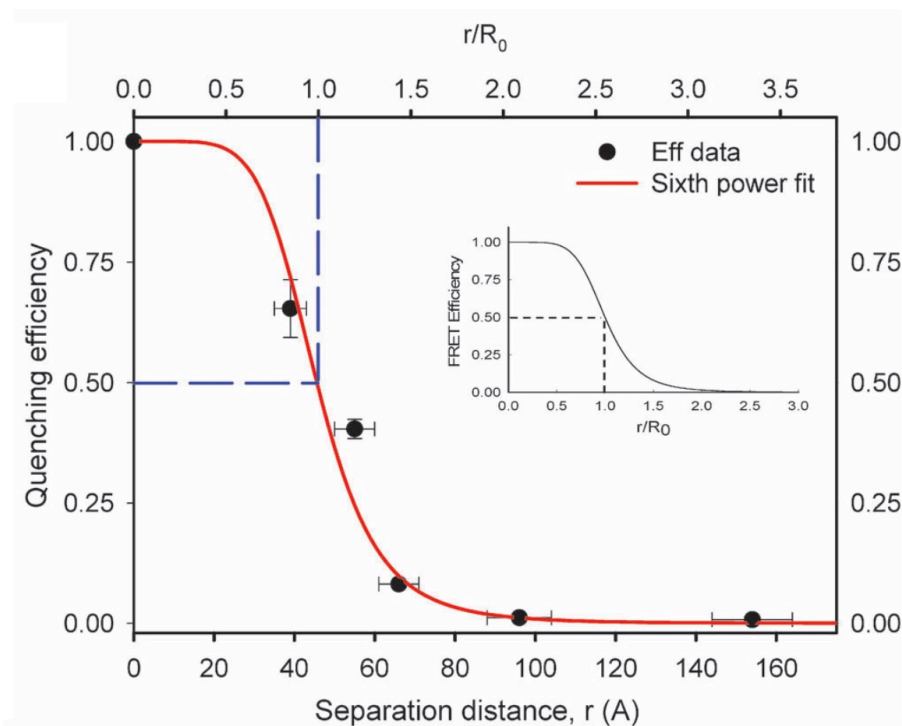 r/R0
0.0 0.5 1.0 1.5 2.0 2.5 3.0 3.5
1.00 1.00
Eff data
Sixth power fit
0.75 0.75
0.50 0.50
0.25 0.25
0.00 0.00
Quenching efficiency
1.00
0.75
0.50
0.25
0.00
FRET Efficiency
0.0 0.5 1.0 1.5 2.0 2.5 3.0
r/R0
0 20 40 60 80 100 120 140 160
Separation distance, r (A)